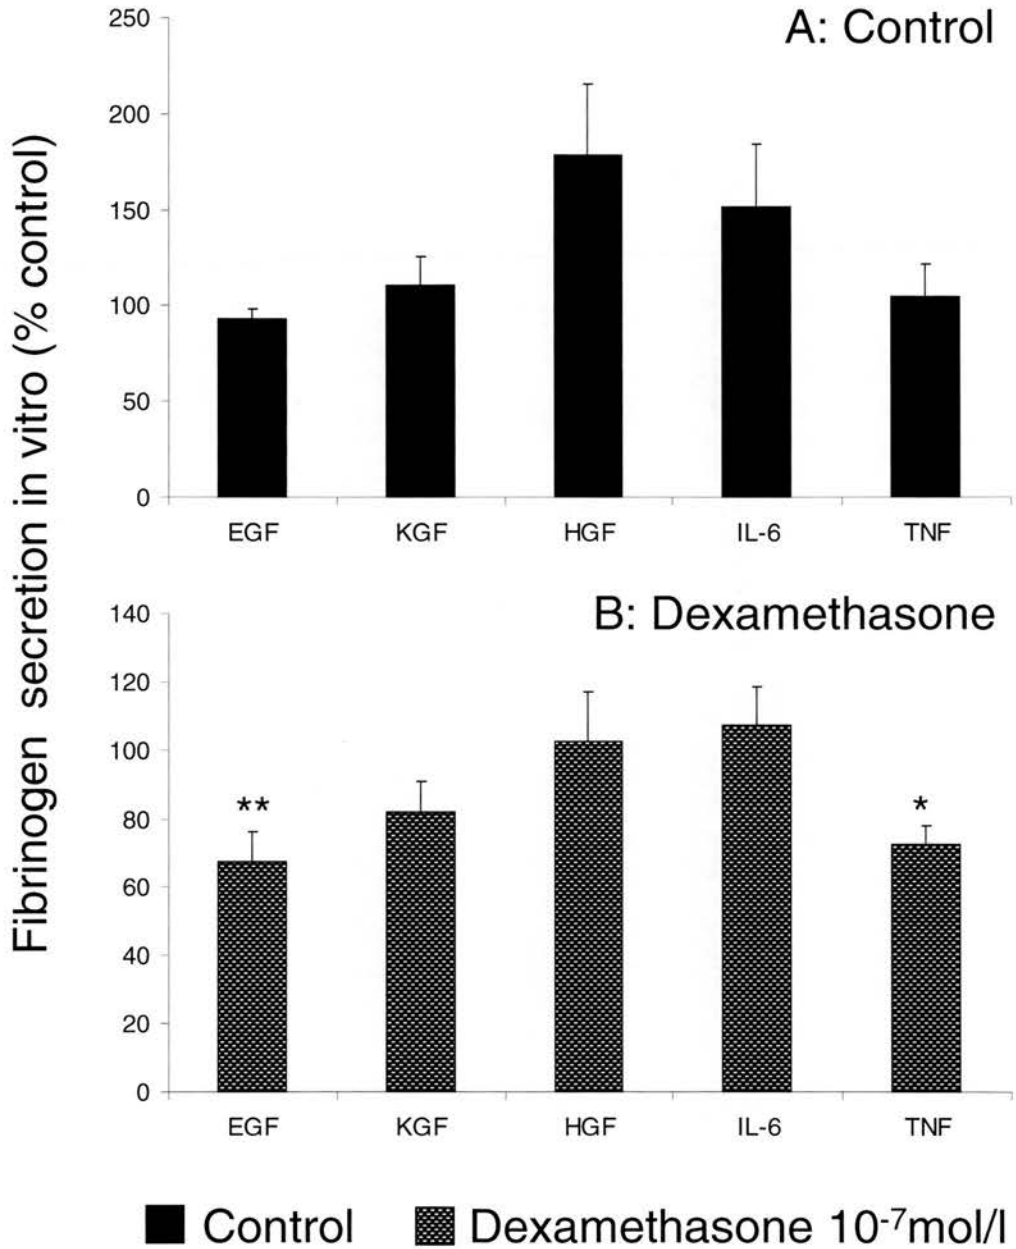 A: Control
250
200
150
100
50
0
EGF KGF HGF IL-6 TNF
Fibrinogen secretion in vitro (% control)
B: Dexamethasone
140
120
100
80
60
40
20
0
**
*
EGF KGF HGF IL-6 TNF
Control Dexamethasone 10⁻⁷mol/l